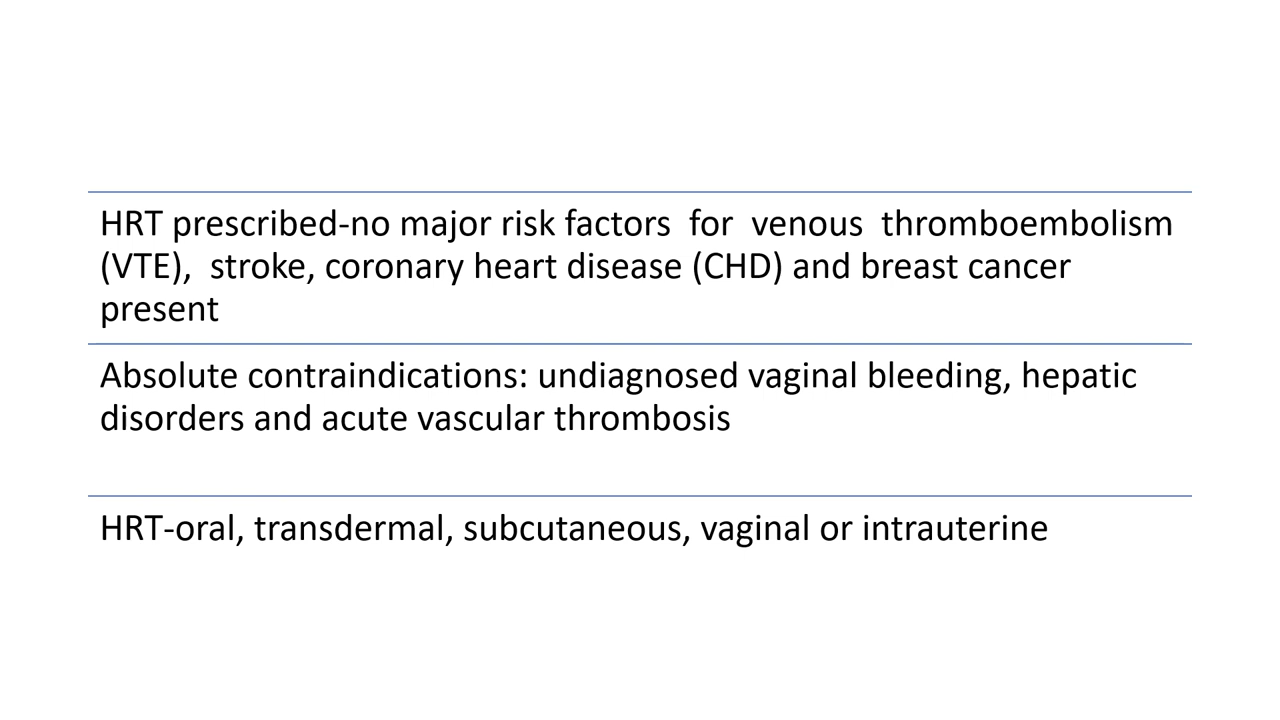 HRT prescribed-no major risk factors  for  venous  thromboembolism
(VTE),  stroke, coronary heart disease (CHD) and breast cancer
present
Absolute contraindications: undiagnosed vaginal bleeding, hepatic
disorders and acute vascular thrombosis
HRT-oral, transdermal, subcutaneous, vaginal or intrauterine